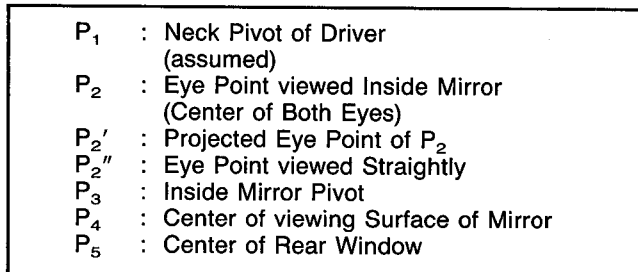 P₁ : Neck Pivot of Driver
(assumed)
P₂ : Eye Point viewed Inside Mirror
(Center of Both Eyes)
P₂′ : Projected Eye Point of P₂
P₂″ : Eye Point viewed Straightly
P₃ : Inside Mirror Pivot
P₄ : Center of viewing Surface of Mirror
P₅ : Center of Rear Window